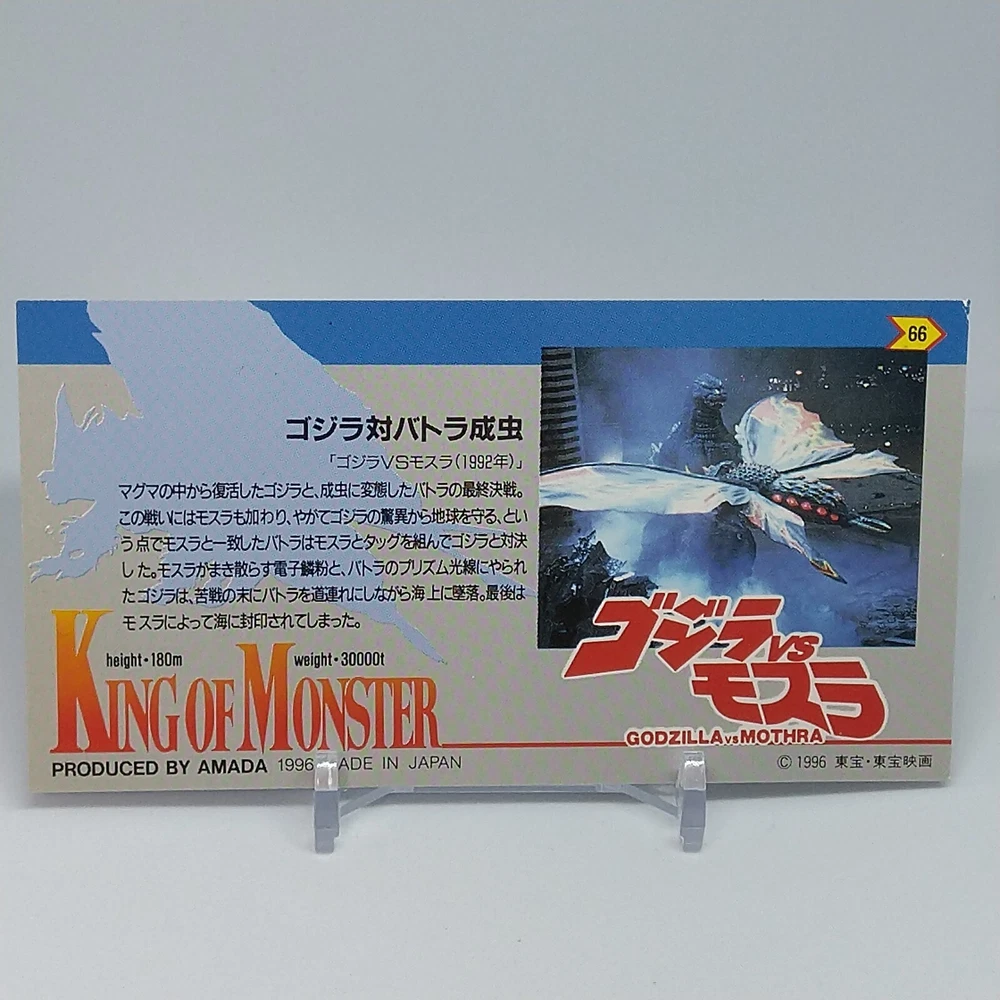 66
ゴジラ対バトラ成虫
「ゴジラVSモスラ(1992年)」
マグマの中から復活したゴジラと、成虫に変態したバトラの最終決戦。
この戦いにはモスラも加わり、やがてゴジラの驚異から地球を守る、とい
う点でモスラと一致したバトラはモスラとタッグを組んでゴジラと対決
した。モスラがまき散らす電子鱗粉と、バトラのプリズム光線にやられ
たゴジラは、苦戦の末にバトラを道連れにしながら海上に墜落。最後は
モスラによって海に封印されてしまった。
height・180m weight・30000t
KING OF MONSTER
ゴジラVS
モスラ
GODZILLA VS MOTHRA
PRODUCED BY AMADA 1996 MADE IN JAPAN
© 1996 東宝・東宝映画